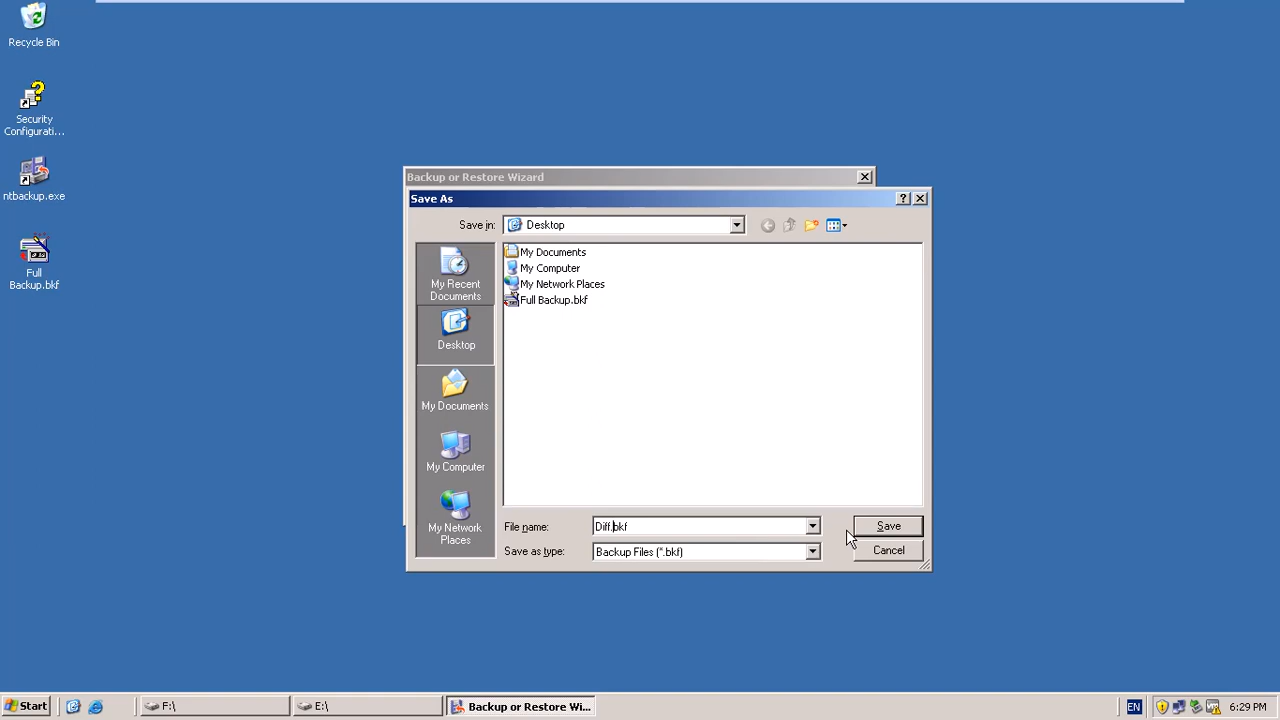 Recycle Bin
Security
Configurati...
ntbackup.exe
Full
Backup.bkf
Backup or Restore Wizard
Save As
Save in:
Desktop
My Recent
Documents
Desktop
My Documents
My Computer
My Network
Places
My Documents
My Computer
My Network Places
Full Backup.bkf
File name:
Diff.bkf
Save
Save as type:
Backup Files (*.bkf)
Cancel
Start
F:\
E:\
Backup or Restore Wi...
EN
6:29 PM